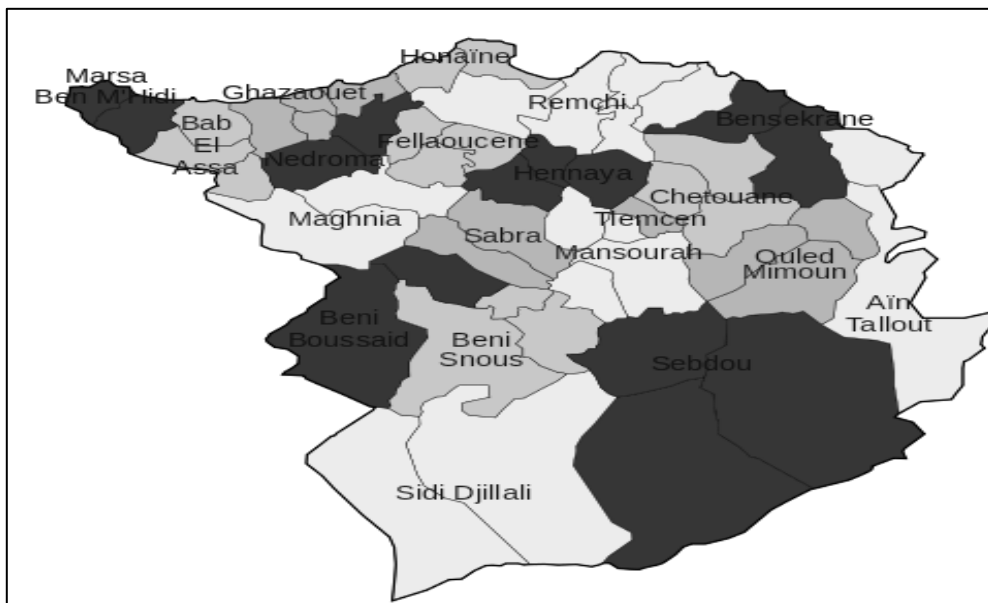 Honaïne
Marsa
Ben M'Hidi
Ghazaouet
Remchi
Bensekrane
Bab
El
Assa
Fellaoucene
Nedroma
Hennaya
Chetouane
Maghnia
Tlemcen
Sabra
Mansourah
Ouled
Mimoun
Aïn
Tallout
Beni
Boussaid
Beni
Snous
Sebdou
Sidi Djillali